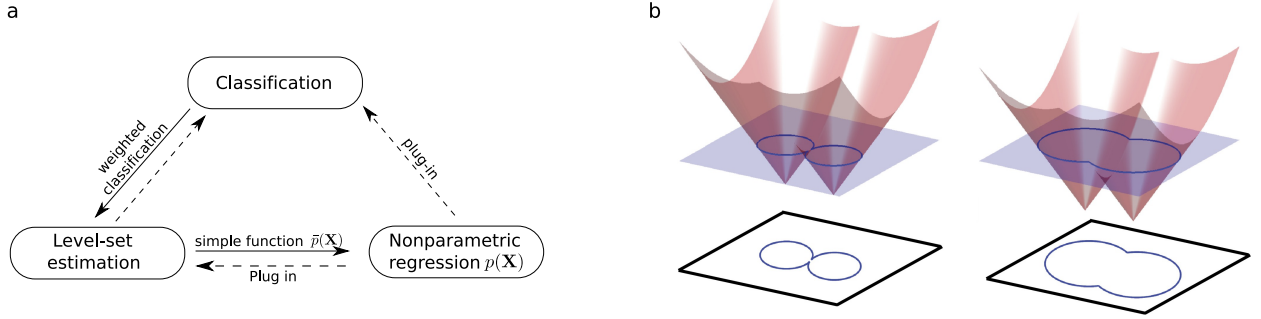 a
b
Classification
weighted
classification
plug-in
Level-set
estimation
simple function p̄(X)
Plug in
Nonparametric
regression p(X)